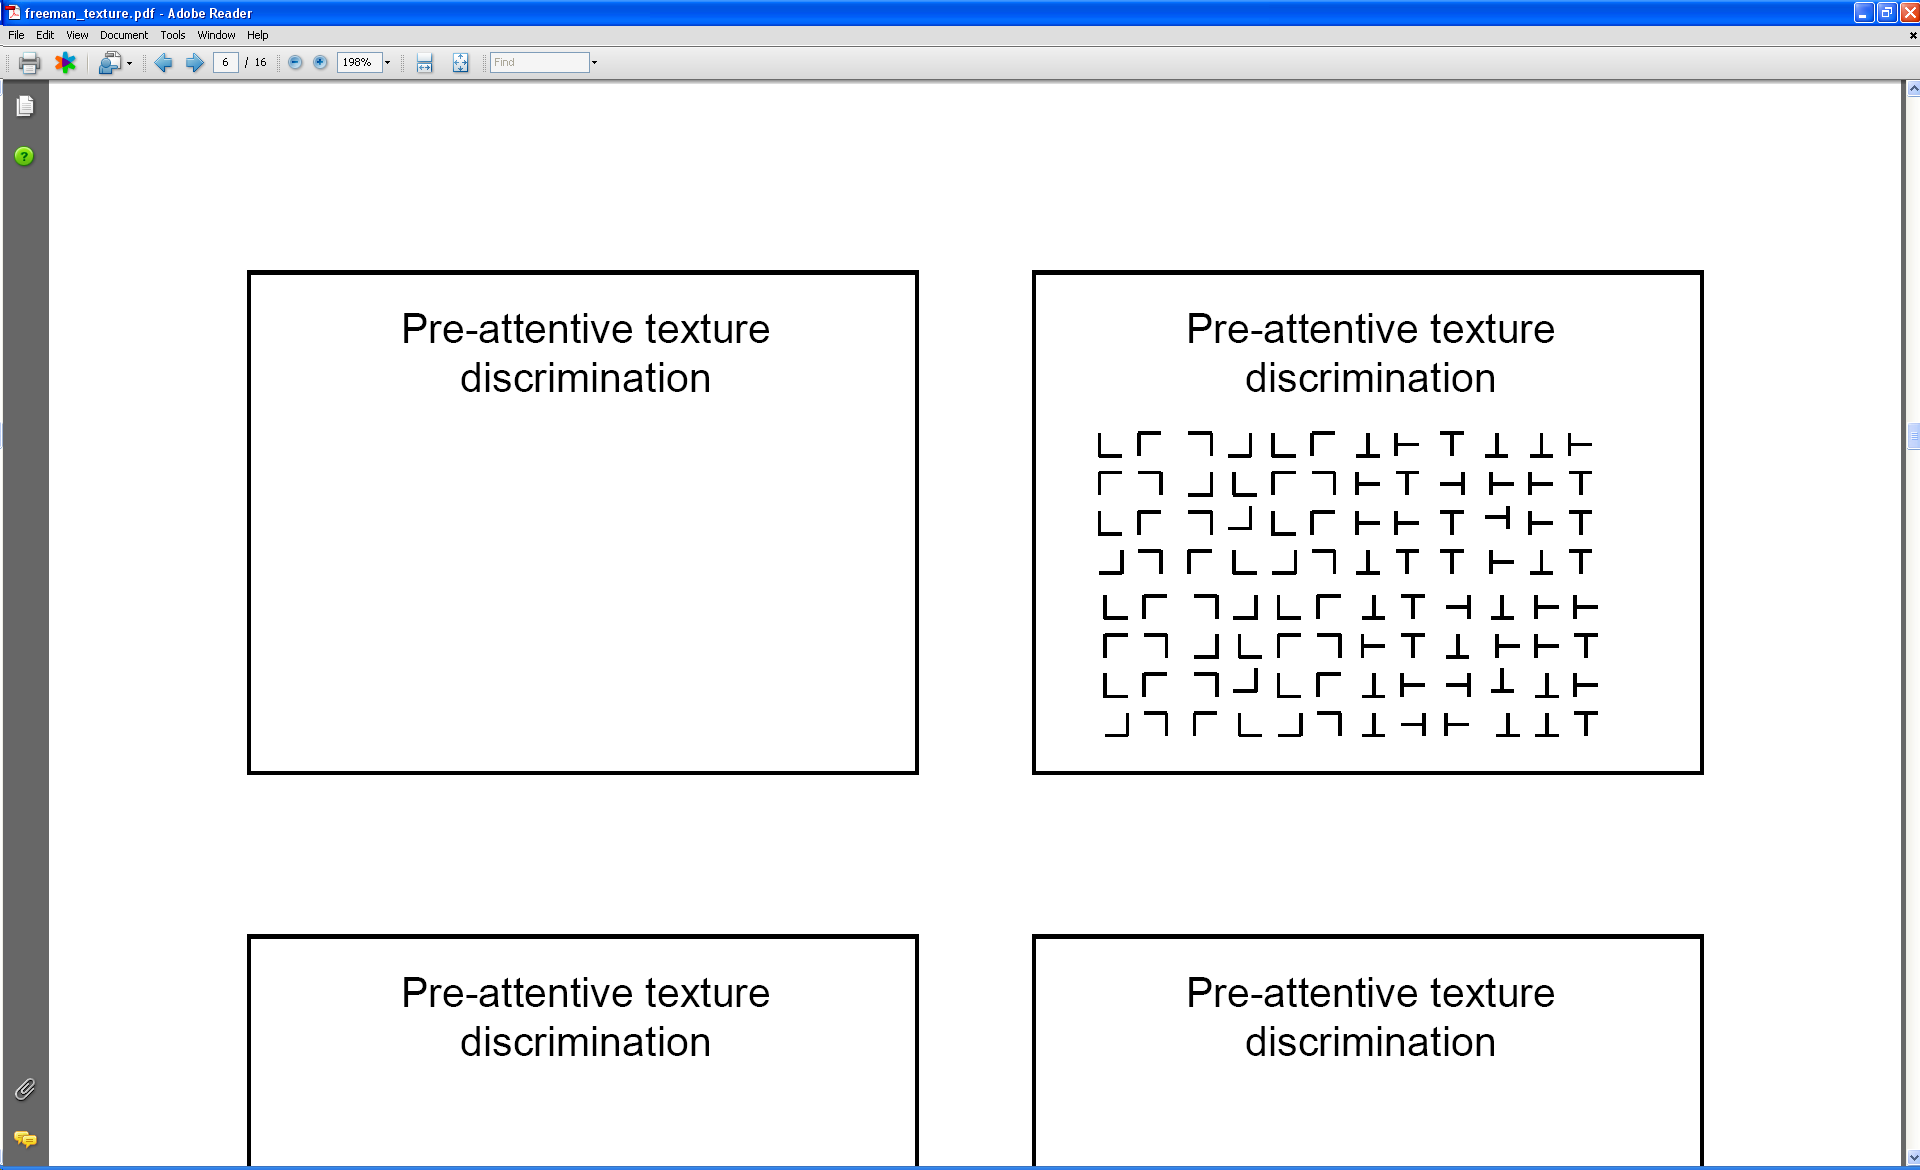 freeman_texture.pdf - Adobe Reader
File Edit View Document Tools Window Help
6 / 16 198% Find
Pre-attentive texture
discrimination
Pre-attentive texture
discrimination
Pre-attentive texture
discrimination
Pre-attentive texture
discrimination